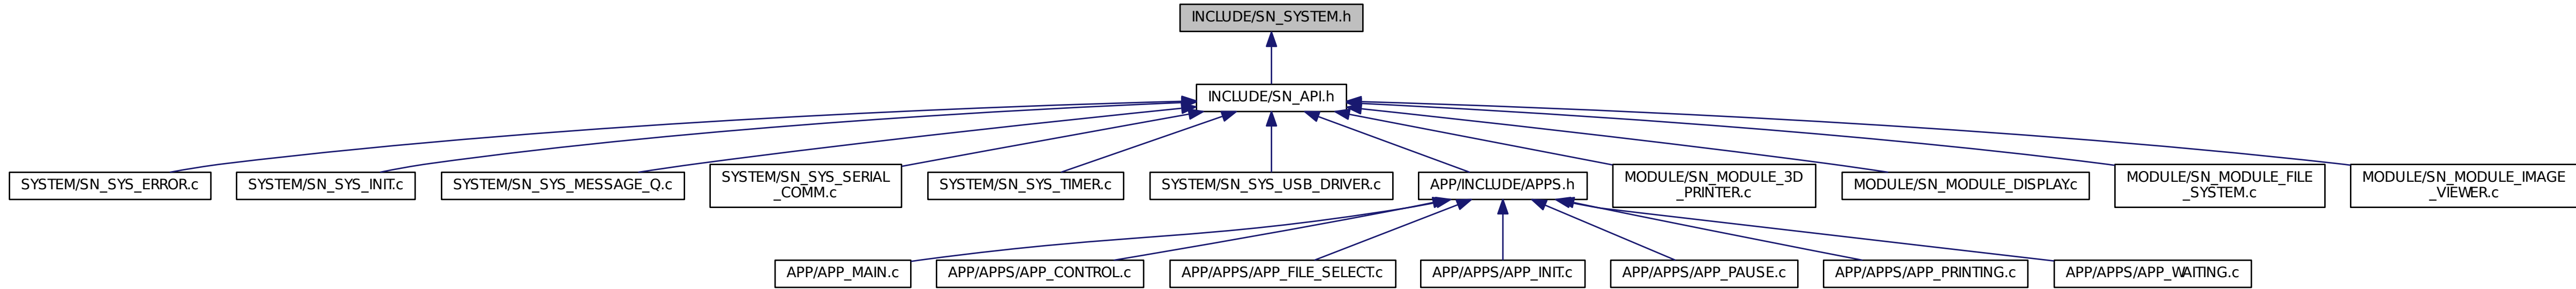 INCLUDE/SN_SYSTEM.h
INCLUDE/SN_API.h
SYSTEM/SN_SYS_ERROR.c
SYSTEM/SN_SYS_INIT.c
SYSTEM/SN_SYS_MESSAGE_Q.c
SYSTEM/SN_SYS_SERIAL
_COMM.c
SYSTEM/SN_SYS_TIMER.c
SYSTEM/SN_SYS_USB_DRIVER.c
APP/INCLUDE/APPS.h
MODULE/SN_MODULE_3D
_PRINTER.c
MODULE/SN_MODULE_DISPLAY.c
MODULE/SN_MODULE_FILE
_SYSTEM.c
MODULE/SN_MODULE_IMAGE
_VIEWER.c
APP/APP_MAIN.c
APP/APPS/APP_CONTROL.c
APP/APPS/APP_FILE_SELECT.c
APP/APPS/APP_INIT.c
APP/APPS/APP_PAUSE.c
APP/APPS/APP_PRINTING.c
APP/APPS/APP_WAITING.c